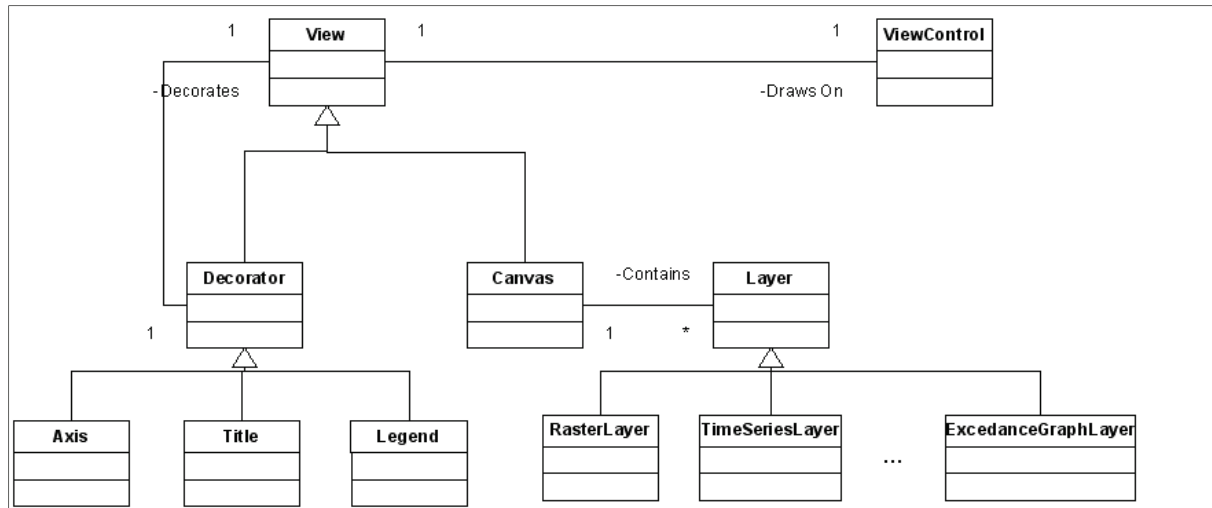 1 View 1 1 ViewControl
-Decorates -Draws On
Decorator Canvas -Contains Layer
1 1 *
Axis Title Legend RasterLayer TimeSeriesLayer ... ExcedanceGraphLayer